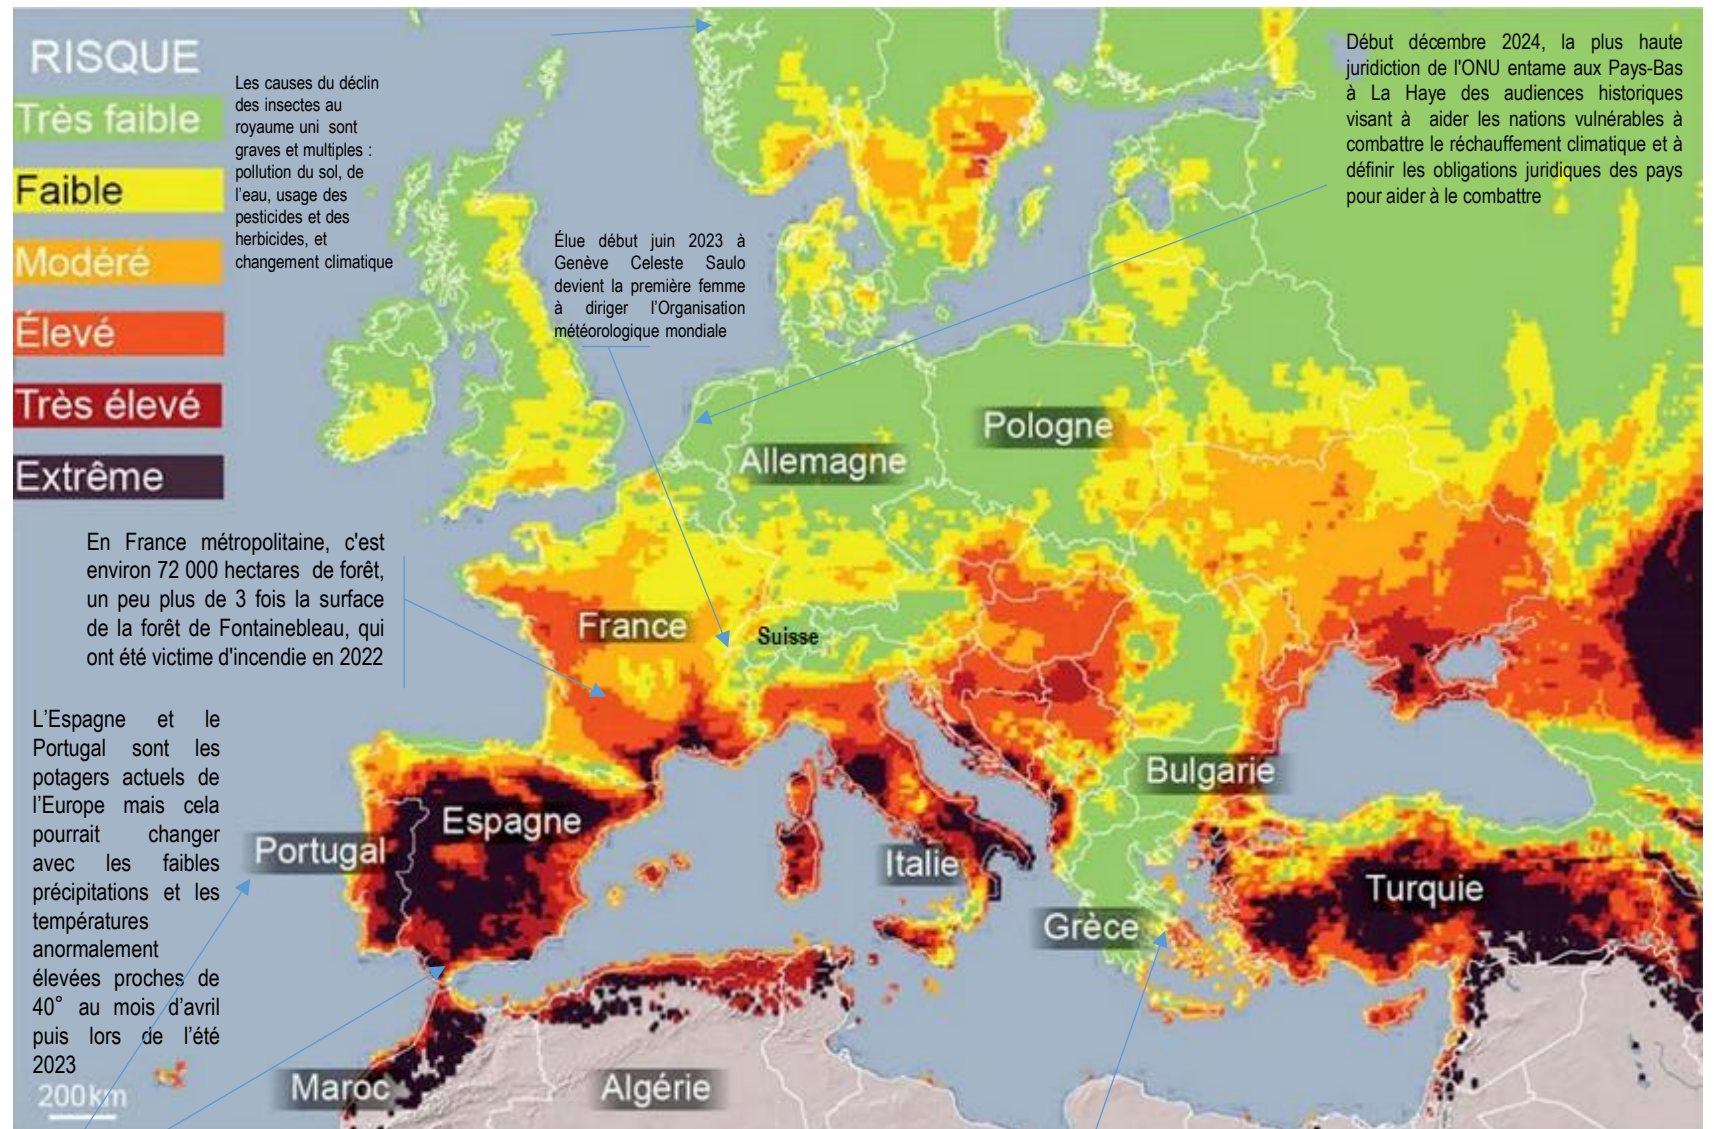 RISQUE
Très faible
Faible
Modéré
Élevé
Très élevé
Extrême
Les causes du déclin
des insectes au
royaume uni sont
graves et multiples :
pollution du sol, de
l'eau, usage des
pesticides et des
herbicides, et
changement climatique
Élue début juin 2023 à
Genève Celeste Saulo
devient la première femme
à diriger l'Organisation
météorologique mondiale
Début décembre 2024, la plus haute
juridiction de l'ONU entame aux Pays-Bas
à La Haye des audiences historiques
visant à aider les nations vulnérables à
combattre le réchauffement climatique et à
définir les obligations juridiques des pays
pour aider à le combattre
En France métropolitaine, c'est
environ 72 000 hectares de forêt,
un peu plus de 3 fois la surface
de la forêt de Fontainebleau, qui
ont été victime d'incendie en 2022
L'Espagne et le
Portugal sont les
potagers actuels de
l'Europe mais cela
pourrait changer
avec les faibles
précipitations et les
températures
anormalement
élevées proches de
40° au mois d'avril
puis lors de l'été
2023
200km
Pologne
Allemagne
France
Suisse
Bulgarie
Espagne
Portugal
Italie
Turquie
Grèce
Maroc
Algérie